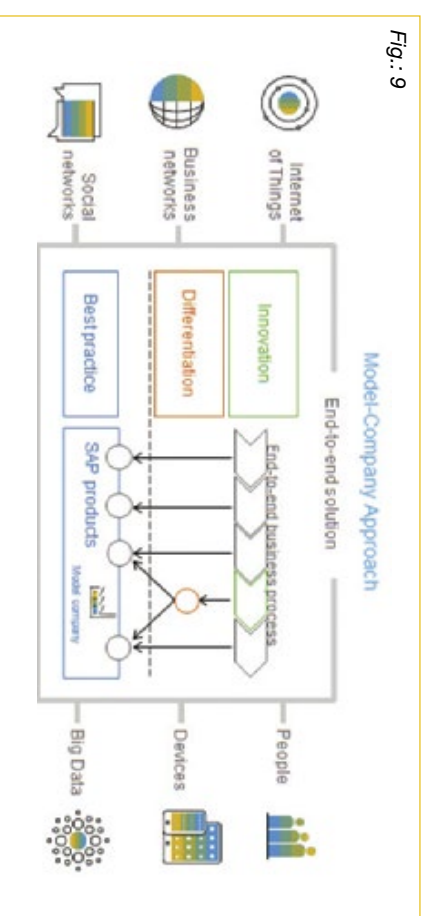 Fig.: 9
Model-Company Approach
End-to-end solution
Internet
of Things
Business
networks
Social
networks
Innovation
Differentiation
Best practice
End-to-end business process
SAP products
Model company
People
Devices
Big Data